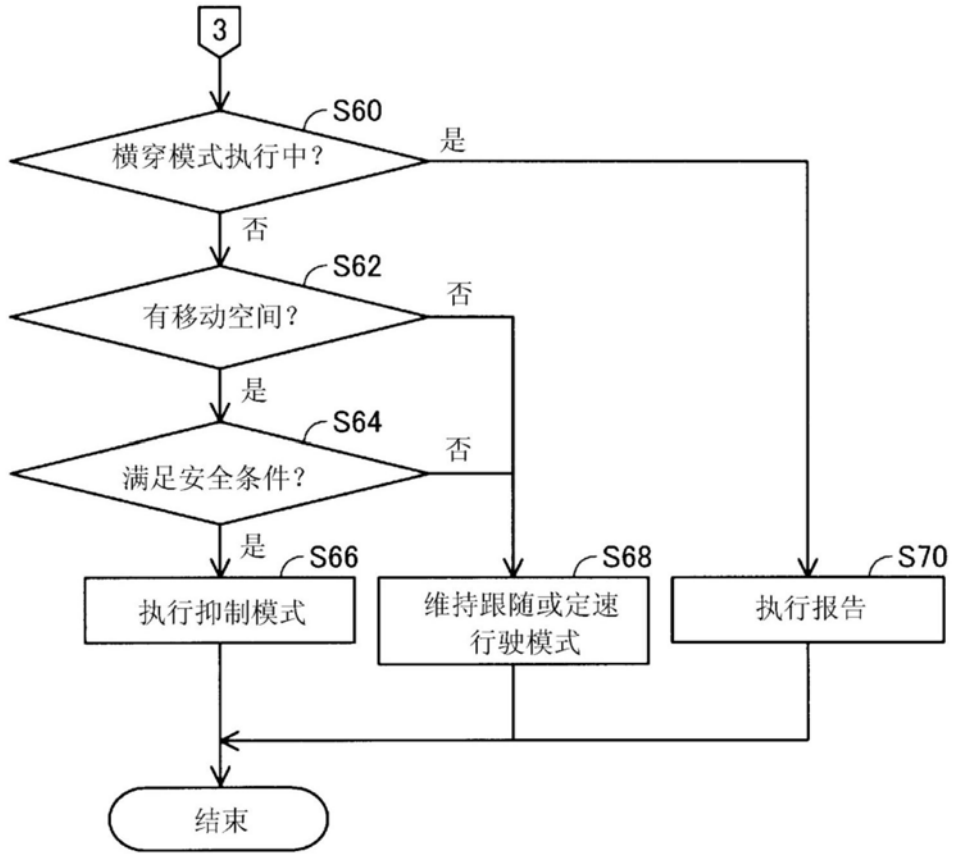 3
S60
横穿模式执行中？
是
否
S62
有移动空间？
否
是
S64
满足安全条件？
否
是
S66
执行抑制模式
S68
维持跟随或定速
行驶模式
S70
执行报告
结束